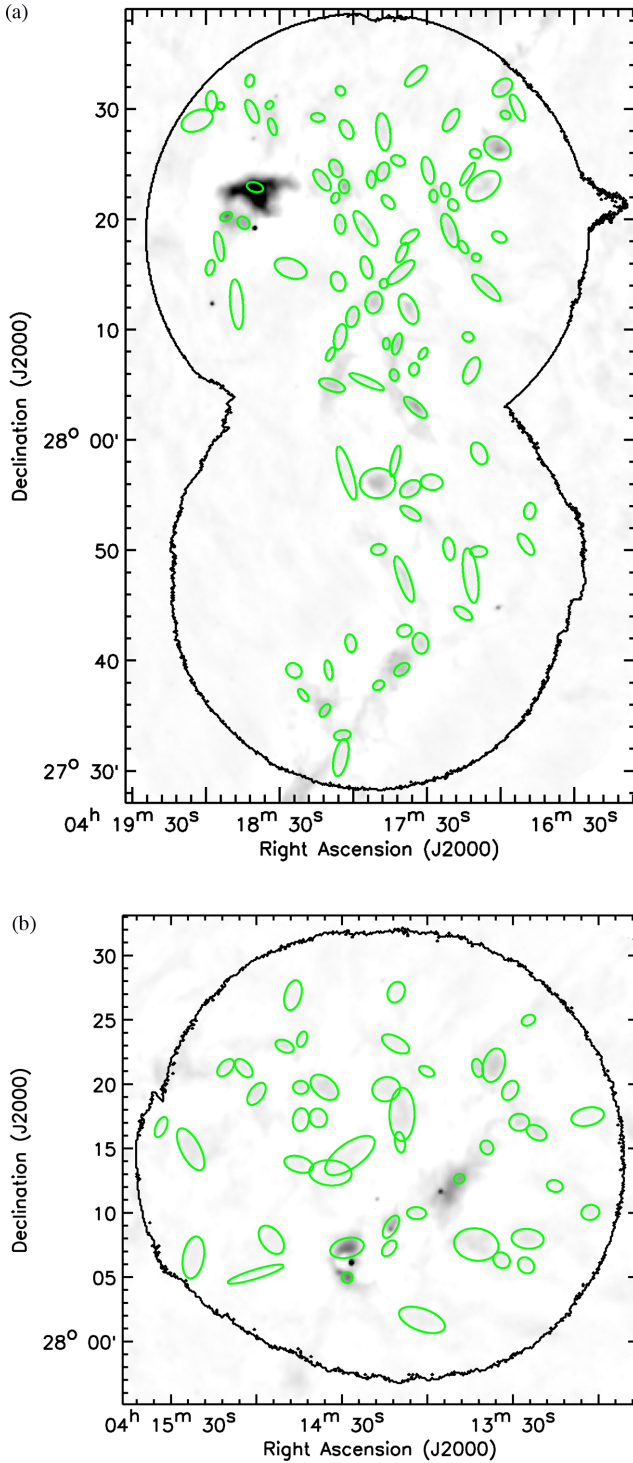 (a)
30
20
10
28° 00'
50
40
27° 30'
04h 19m 30s 18m 30s 17m 30s 16m 30s
Right Ascension (J2000)
Declination (J2000)
(b)
30
25
20
15
10
05
28° 00'
04h 15m 30s 14m 30s 13m 30s
Right Ascension (J2000)
Declination (J2000)